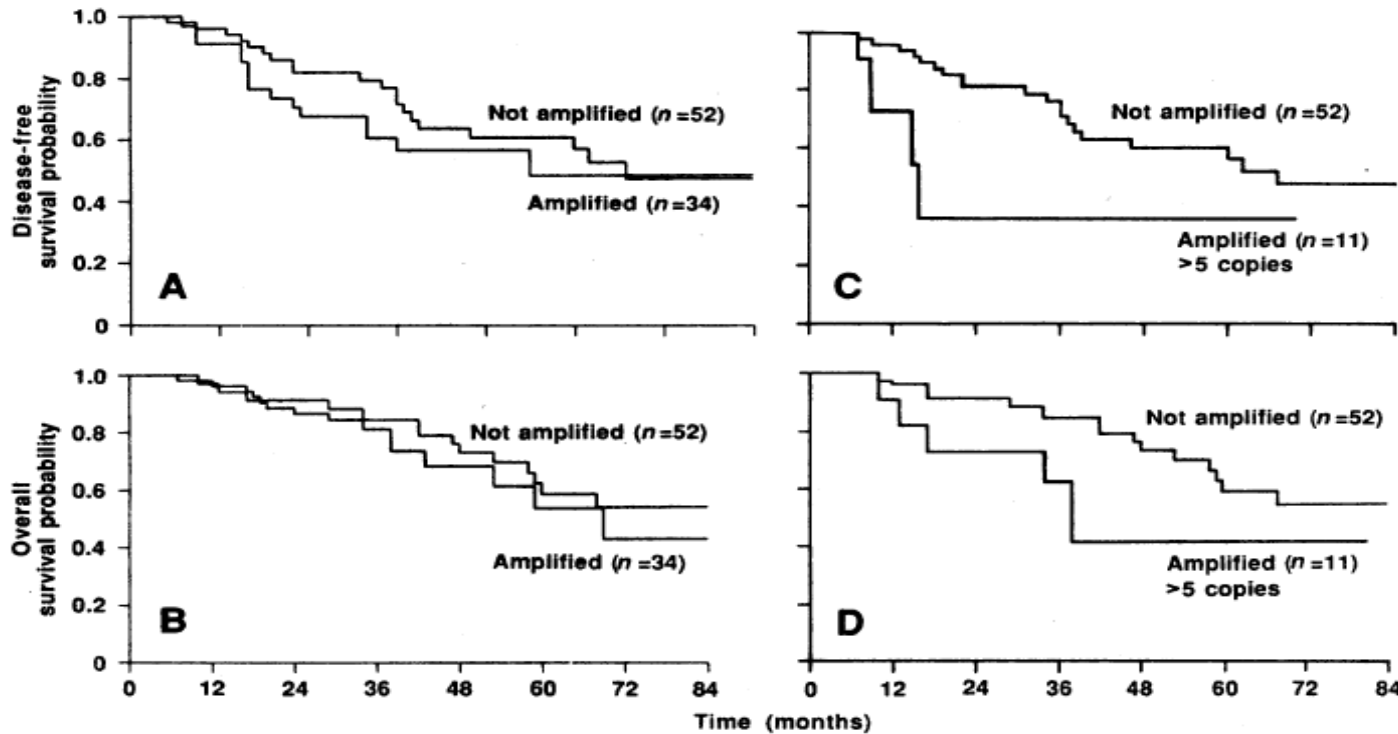 Disease-free
survival probability
1.0
0.8
0.6
0.4
0.2
0
Not amplified (n=52)
Amplified (n=34)
A
Not amplified (n=52)
Amplified (n=11)
>5 copies
C
Overall
survival probability
1.0
0.8
0.6
0.4
0.2
0
Not amplified (n=52)
Amplified (n=34)
B
0 12 24 36 48 60 72 84
Not amplified (n=52)
Amplified (n=11)
>5 copies
D
0 12 24 36 48 60 72 84
Time (months)